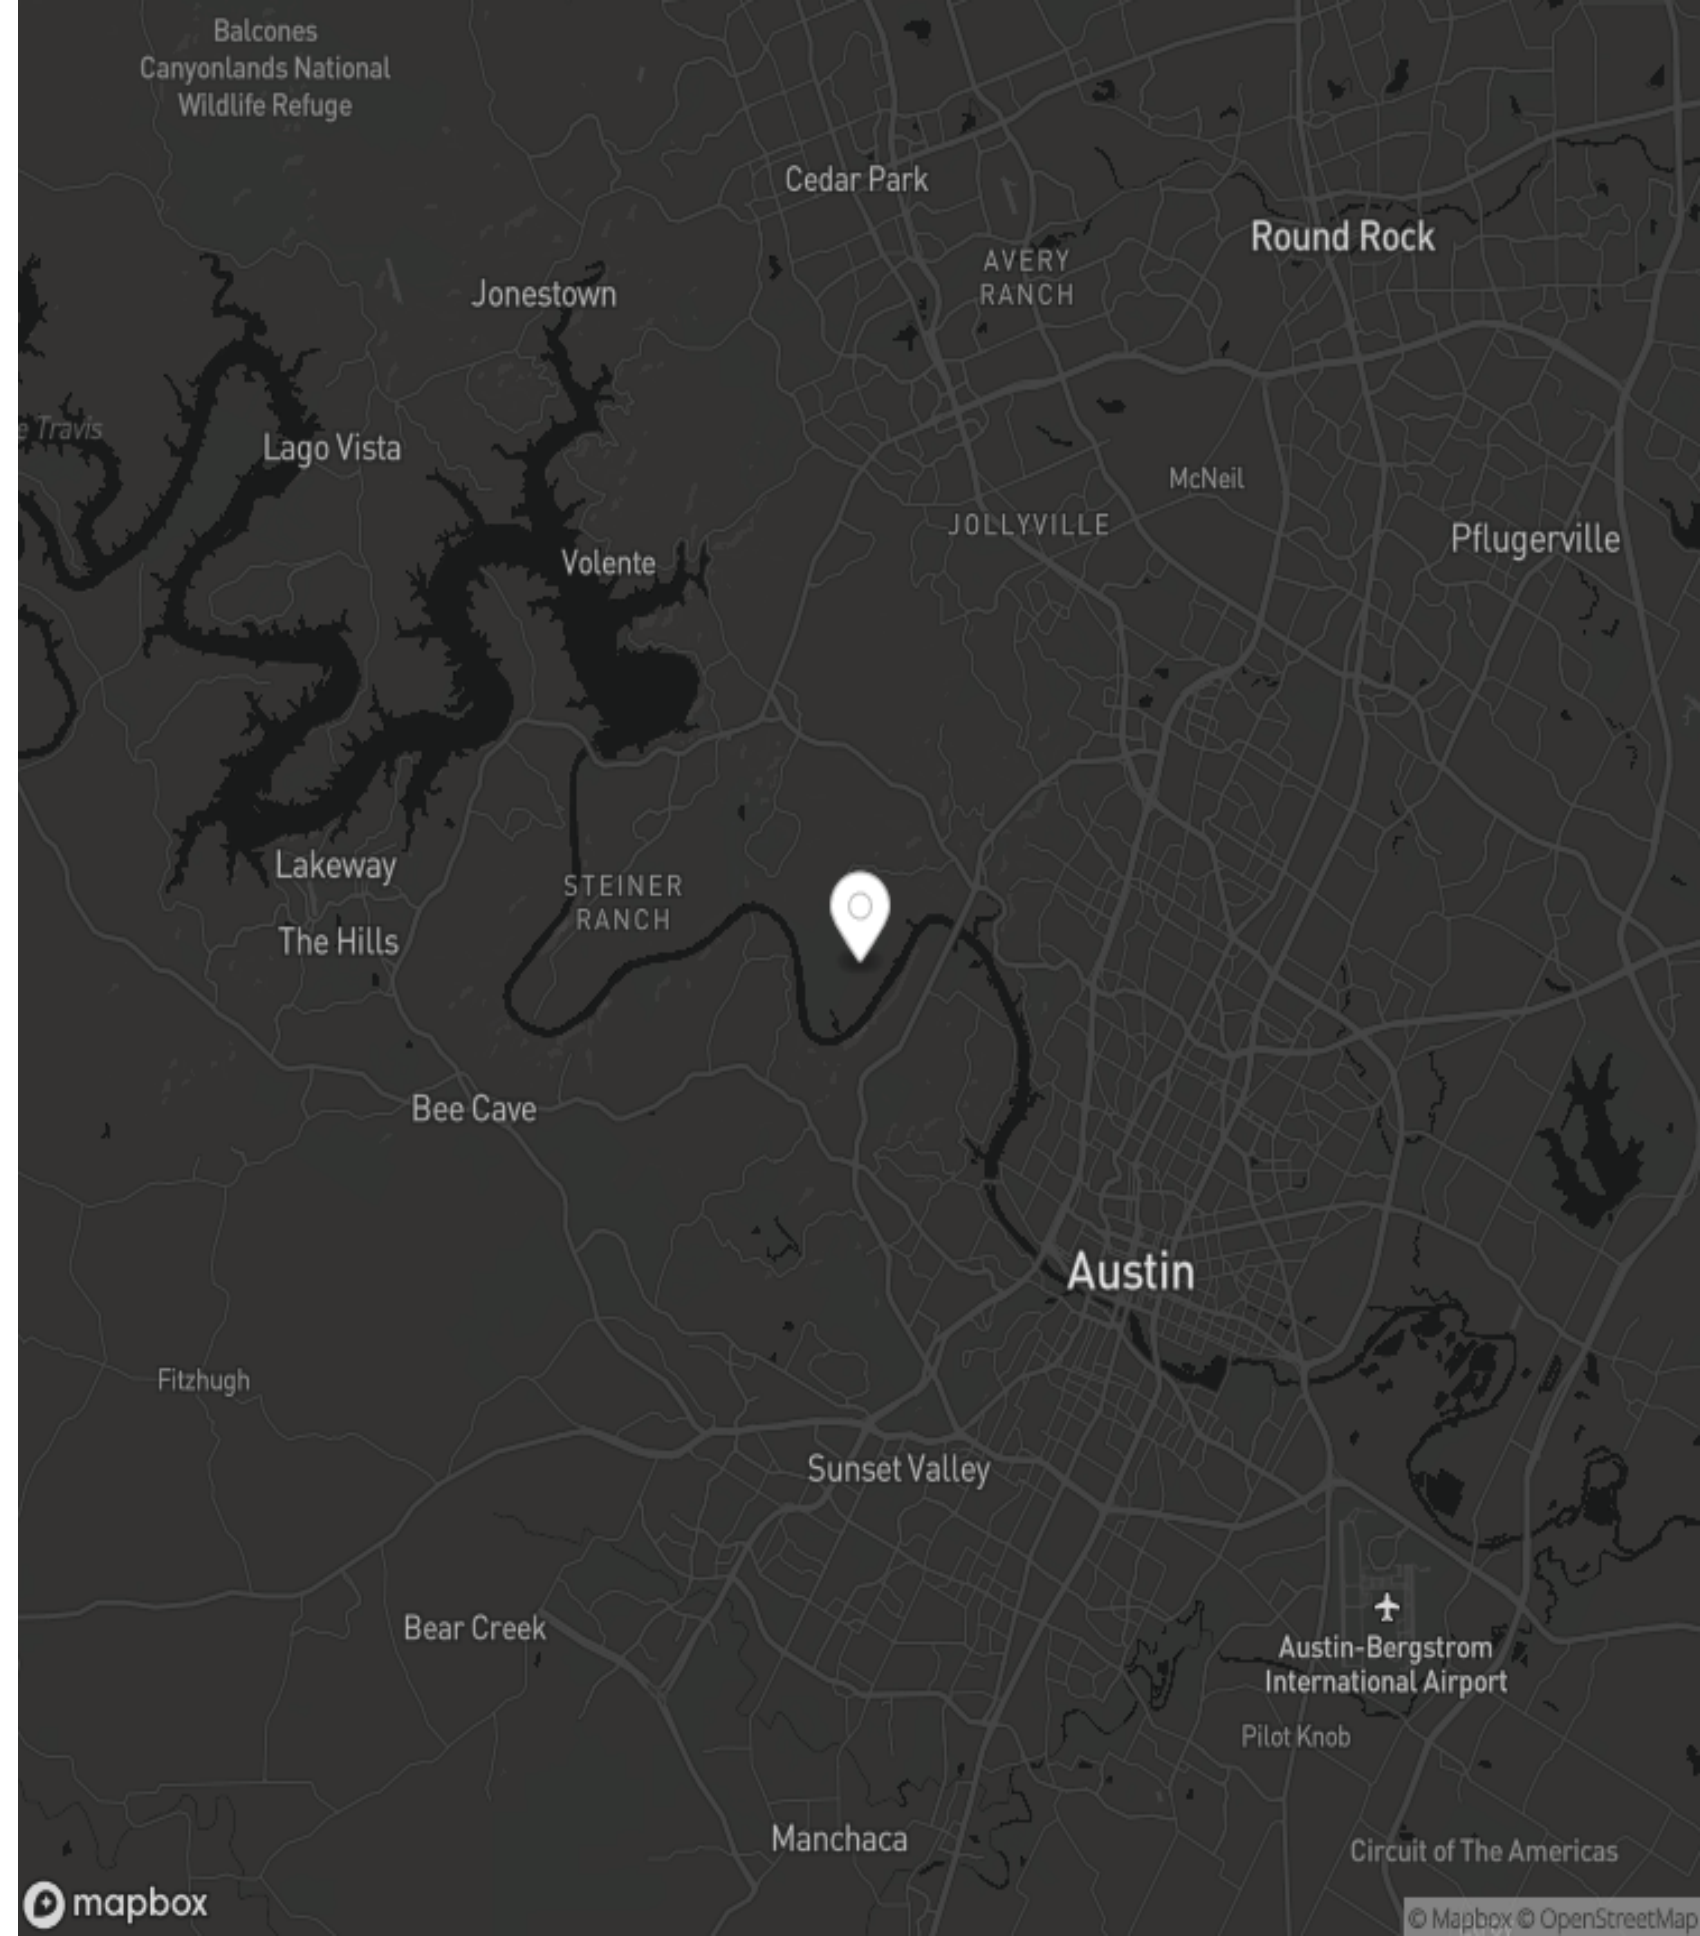 Balcones
Canyonlands National
Wildlife Refuge
Cedar Park
Round Rock
AVERY
RANCH
Jonestown
e Travis
Lago Vista
McNeil
JOLLYVILLE
Pflugerville
Volente
Lakeway
STEINER
RANCH
The Hills
Bee Cave
Austin
Fitzhugh
Sunset Valley
Bear Creek
Austin-Bergstrom
International Airport
Pilot Knob
Manchaca
Circuit of The Americas
mapbox
© Mapbox © OpenStreetMap